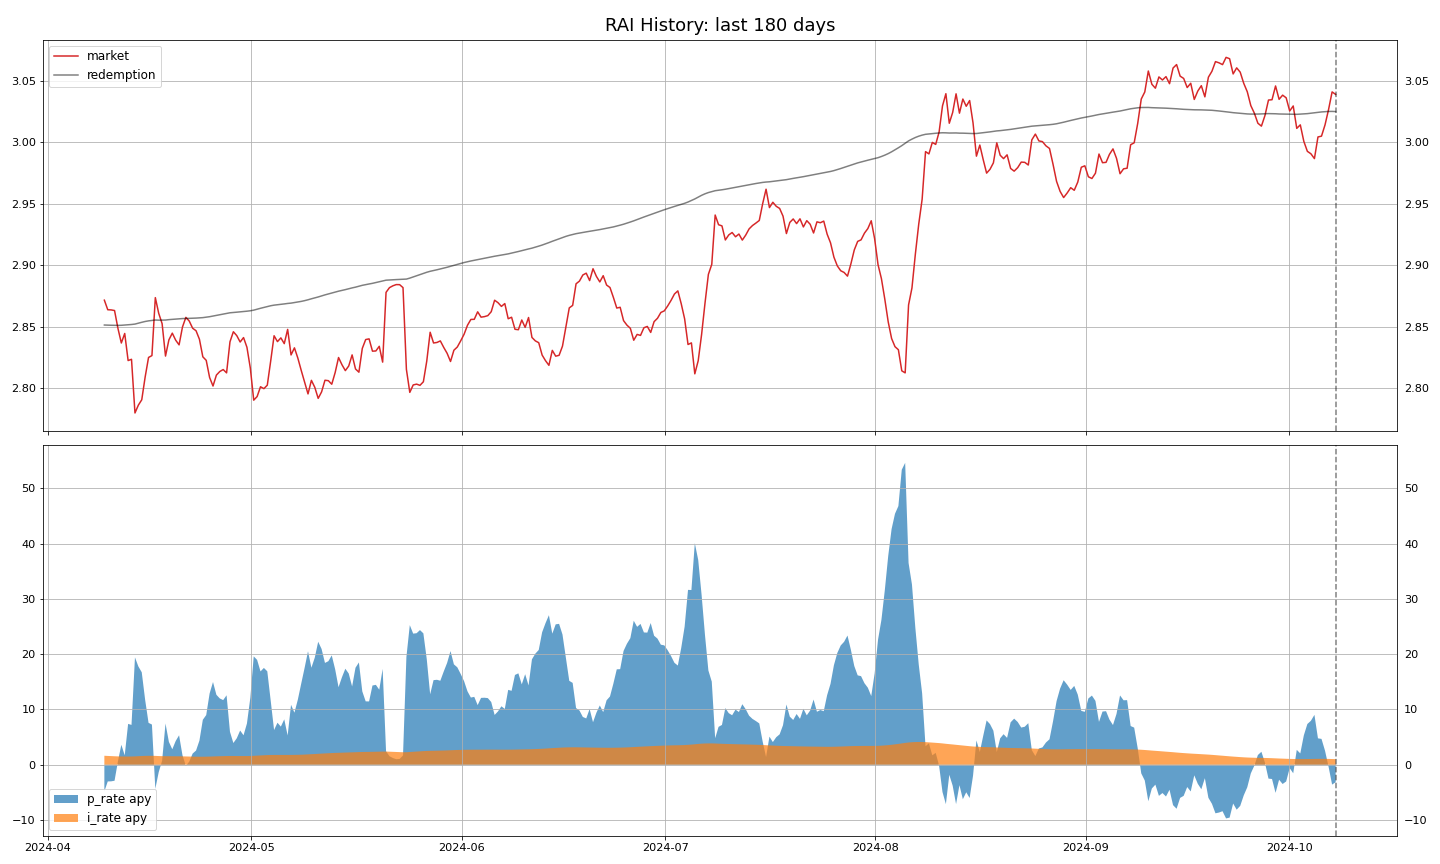 RAI History: last 180 days
market
redemption
3.05 3.05
3.00 3.00
2.95 2.95
2.90 2.90
2.85 2.85
2.80 2.80
50 50
40 40
30 30
20 20
10 10
0 0
−10 −10
p_rate apy
i_rate apy
2024-04 2024-05 2024-06 2024-07 2024-08 2024-09 2024-10